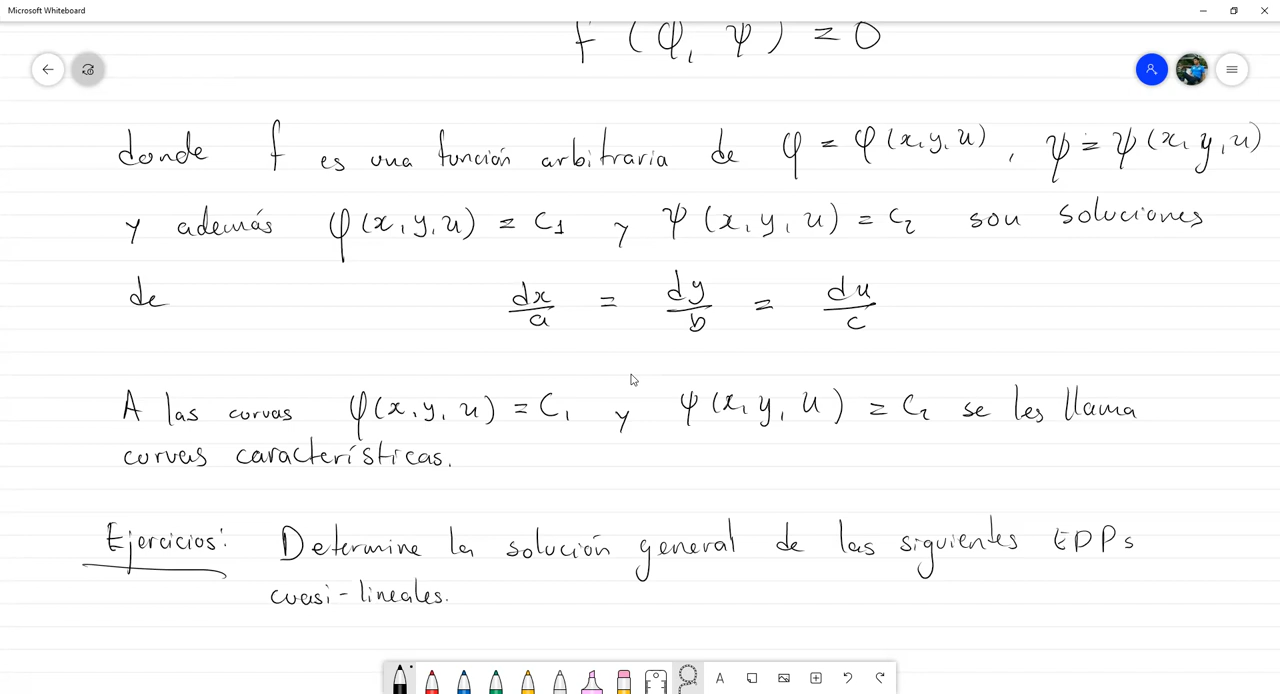 Microsoft Whiteboard
f (φ, ψ) = 0
donde f es una función arbitraria de φ = φ(x,y,u), ψ = ψ(x,y,u)
y además φ(x,y,u) = C1 y ψ(x,y,u) = C2 son soluciones
de dx/a = dy/b = du/c
A las curvas φ(x,y,u) = C1 y ψ(x,y,u) = C2 se les llama
curvas características.
Ejercicios: Determine la solución general de las siguientes EDPs
cuasi-lineales.
A